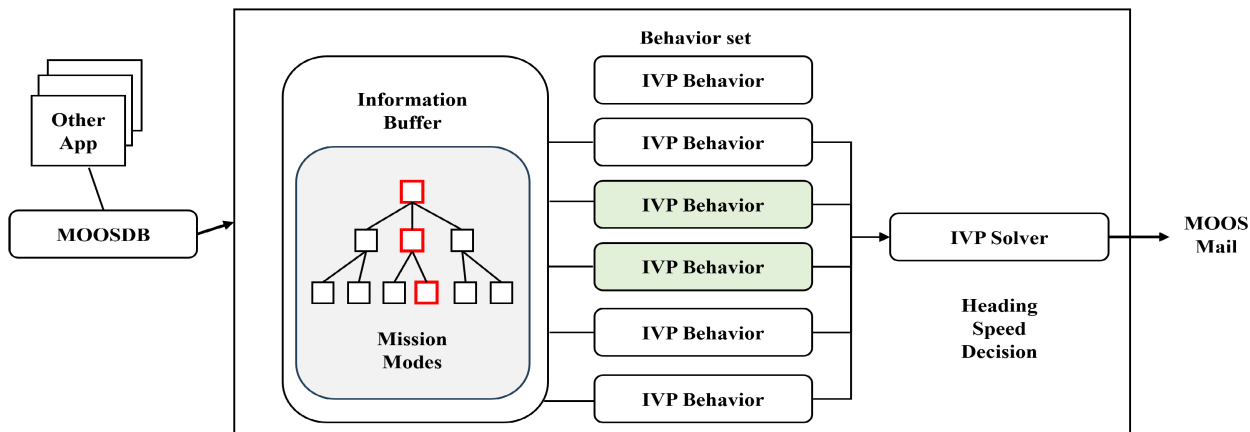 Other
App
MOOSDB
Information
Buffer
Mission
Modes
Behavior set
IVP Behavior
IVP Behavior
IVP Behavior
IVP Behavior
IVP Behavior
IVP Behavior
IVP Solver
Heading
Speed
Decision
MOOS
Mail